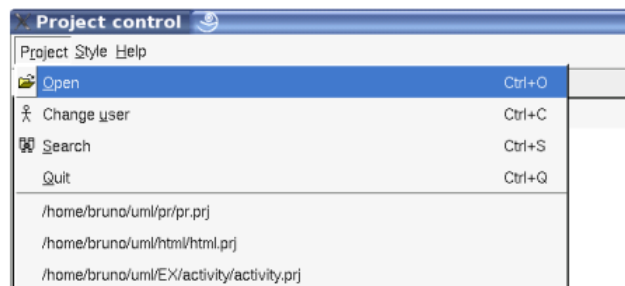 Project control
Project Style Help
Open Ctrl+O
Change user Ctrl+C
Search Ctrl+S
Quit Ctrl+Q
/home/bruno/uml/pr/pr.prj
/home/bruno/uml/html/html.prj
/home/bruno/uml/EX/activity/activity.prj